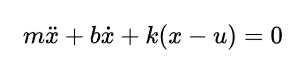 mẍ + bẋ + k(x − u) = 0